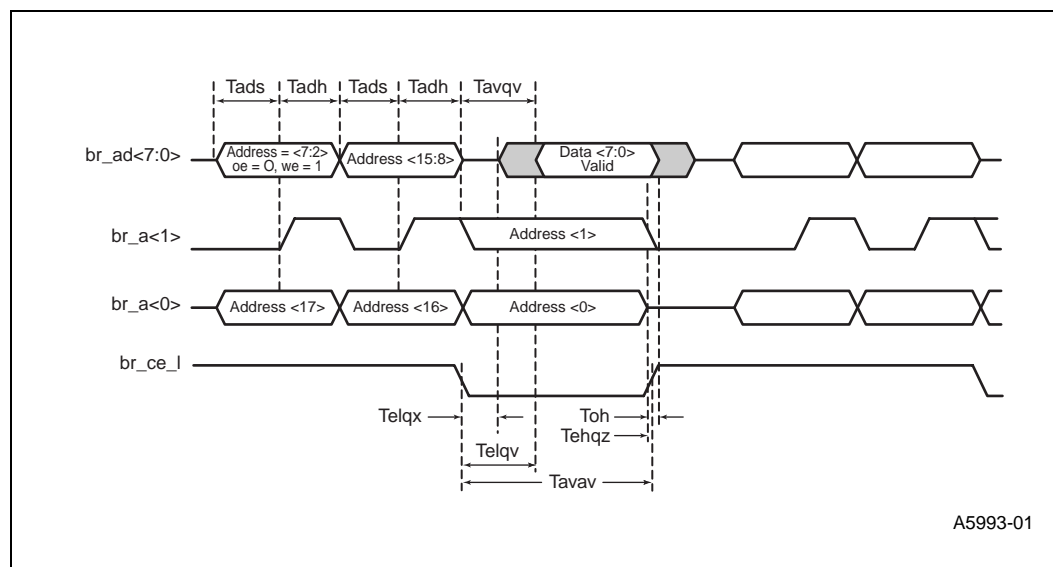 Tads Tadh Tads Tadh Tavqv
br_ad<7:0>
Address = <7:2>
oe = O, we = 1
Address <15:8>
Data <7:0>
Valid
br_a<1>
Address <1>
br_a<0>
Address <17>
Address <16>
Address <0>
br_ce_l
Telqx
Toh
Tehqz
Telqv
Tavav
A5993-01